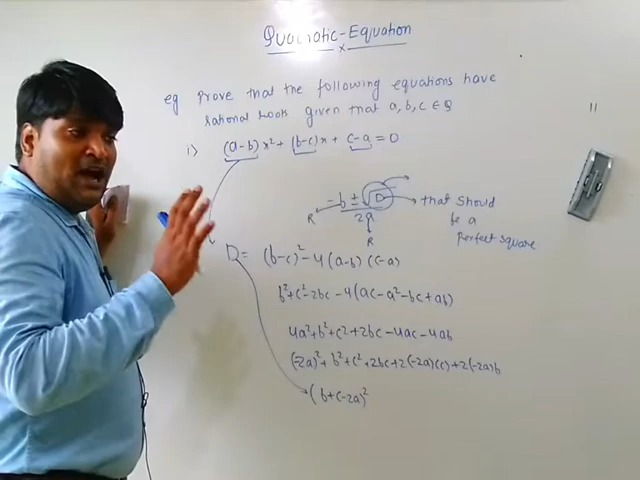 Quadratic-Equation
x
eg Prove that the following equations have
rational roots given that a, b, c ∈ Q
i> (a-b)x² + (b-c)x + c-a = 0
-b ± √D
2a
R
R
that should
be a
perfect square
D = (b-c)² - 4(a-b)(c-a)
b²+c²-2bc - 4(ac-a²-bc+ab)
4a²+b²+c²+2bc-4ac-4ab
(-2a)²+b²+c²+2bc+2(-2a)(c)+2(-2a)b
(b+c-2a)²